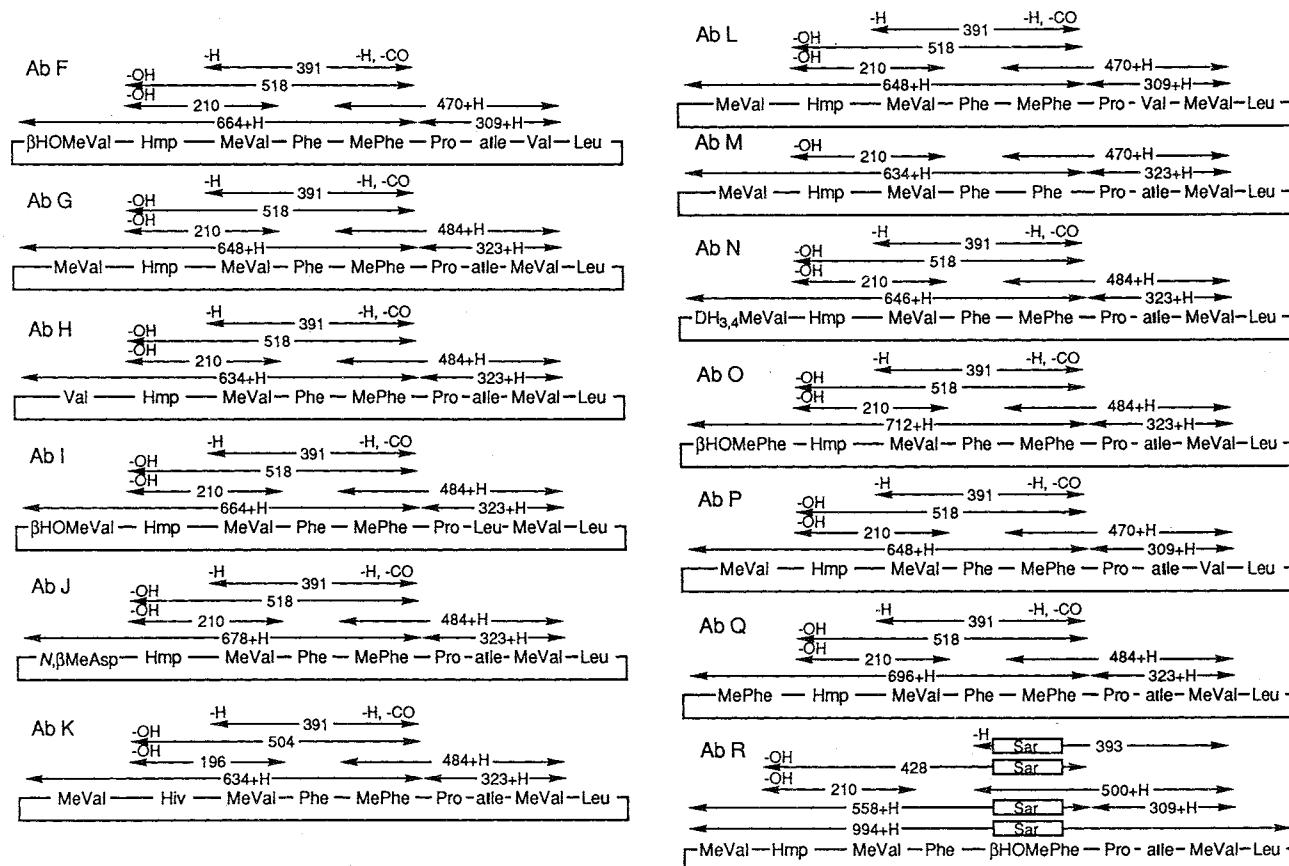 Ab F
-H 391 -H, -CO
-OH 518
-OH 210 470+H
664+H 309+H
βHOMeVal — Hmp — MeVal — Phe — MePhe — Pro — aIle — Val — Leu
Ab G
-H 391 -H, -CO
-OH 518
-OH 210 484+H
648+H 323+H
MeVal — Hmp — MeVal — Phe — MePhe — Pro — aIle — MeVal — Leu
Ab H
-H 391 -H, -CO
-OH 518
-OH 210 484+H
634+H 323+H
Val — Hmp — MeVal — Phe — MePhe — Pro — aIle — MeVal — Leu
Ab I
-H 391 -H, -CO
-OH 518
-OH 210 484+H
664+H 323+H
βHOMeVal — Hmp — MeVal — Phe — MePhe — Pro — Leu — MeVal — Leu
Ab J
-H 391 -H, -CO
-OH 518
-OH 210 484+H
678+H 323+H
N,βMeAsp — Hmp — MeVal — Phe — MePhe — Pro — aIle — MeVal — Leu
Ab K
-H 391 -H, -CO
-OH 504
-OH 196 484+H
634+H 323+H
MeVal — Hiv — MeVal — Phe — MePhe — Pro — aIle — MeVal — Leu
Ab L
-H 391 -H, -CO
-OH 518
-OH 210 470+H
648+H 309+H
MeVal — Hmp — MeVal — Phe — MePhe — Pro — Val — MeVal — Leu
Ab M
-OH 210 470+H
634+H 323+H
MeVal — Hmp — MeVal — Phe — Phe — Pro — aIle — MeVal — Leu
Ab N
-H 391 -H, -CO
-OH 518
-OH 210 484+H
646+H 323+H
DH3,4MeVal — Hmp — MeVal — Phe — MePhe — Pro — aIle — MeVal — Leu
Ab O
-H 391 -H, -CO
-OH 518
-OH 210 484+H
712+H 323+H
βHOMePhe — Hmp — MeVal — Phe — MePhe — Pro — aIle — MeVal — Leu
Ab P
-H 391 -H, -CO
-OH 518
-OH 210 470+H
648+H 309+H
MeVal — Hmp — MeVal — Phe — MePhe — Pro — aIle — Val — Leu
Ab Q
-H 391 -H, -CO
-OH 518
-OH 210 484+H
696+H 323+H
MePhe — Hmp — MeVal — Phe — MePhe — Pro — aIle — MeVal — Leu
Ab R
-H Sar 393
-OH 428 Sar
-OH 210 500+H
558+H Sar 309+H
994+H Sar
MeVal — Hmp — MeVal — Phe — βHOMePhe — Pro — aIle — MeVal — Leu